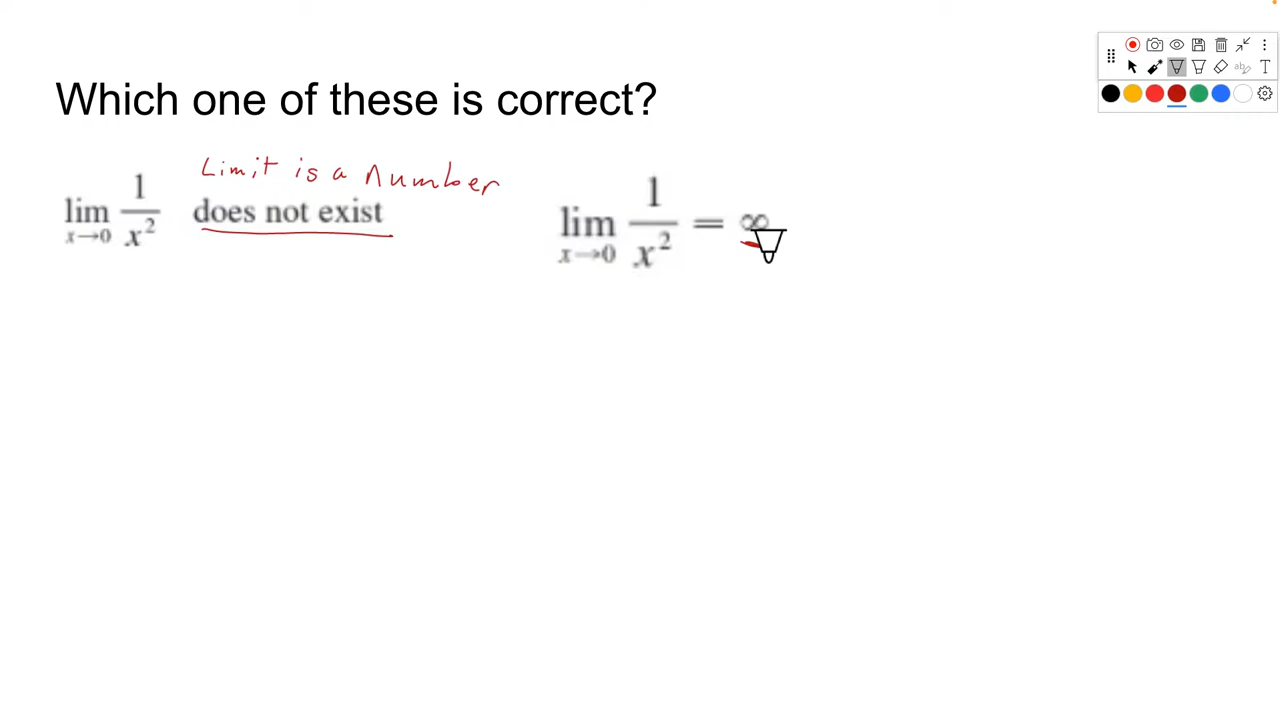 Which one of these is correct?
Limit is a number
lim x→0 1/x² does not exist
lim x→0 1/x² = ∞
ab
T